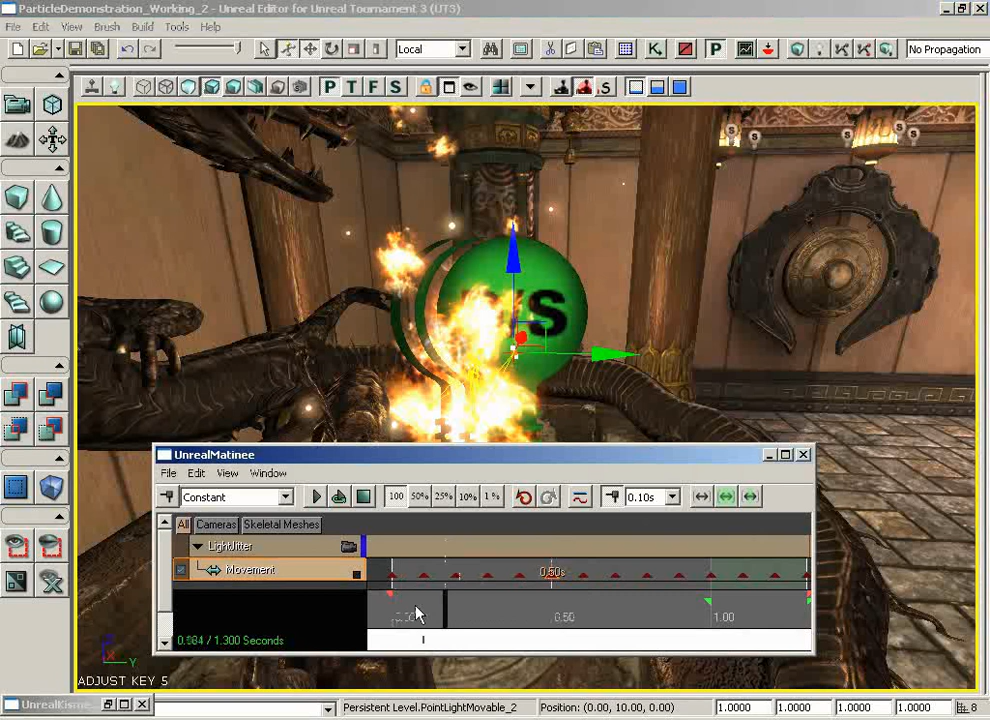 ParticleDemonstration_Working_2 - Unreal Editor for Unreal Tournament 3 (UT3)
File Edit View Brush Build Tools Help
Local
P
No Propagation
P T F S
S
UnrealMatinee
File Edit View Window
Constant
100 50% 25% 10% 1 %
0.10s
All Cameras Skeletal Meshes
LightJitter
Movement
0.50s
0.50
1.00
0.984 / 1.300 Seconds
Z
X
Y
ADJUST KEY 5
UnrealKisme
Persistent Level.PointLightMovable_2
Position: (0.00, 10.00, 0.00)
1.0000
1.0000
1.0000
1.0000
8